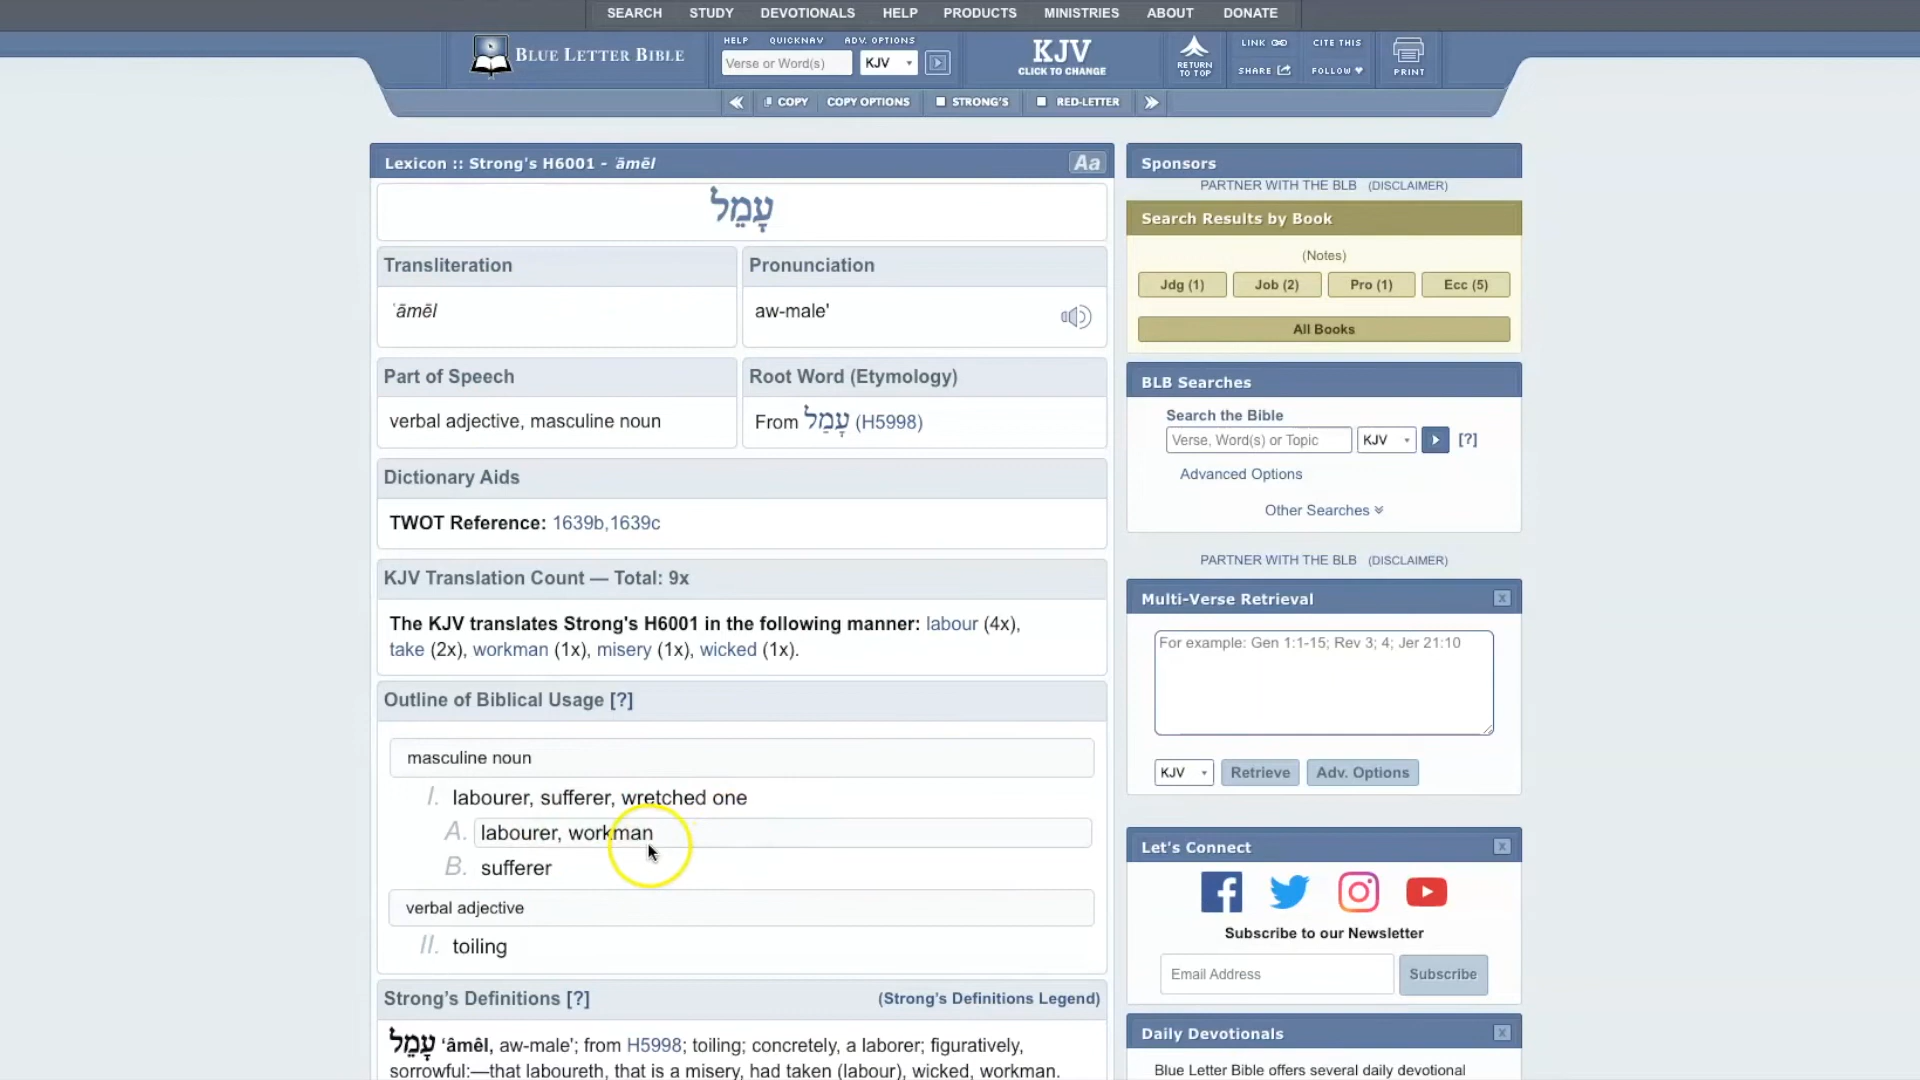 SEARCH STUDY DEVOTIONALS HELP PRODUCTS MINISTRIES ABOUT DONATE
BLUE LETTER BIBLE
HELP QUICKNAV ADV. OPTIONS
Verse or Word(s) KJV
KJV
CLICK TO CHANGE
RETURN
TO TOP
LINK CITE THIS
SHARE FOLLOW
PRINT
COPY COPY OPTIONS STRONG'S RED-LETTER
Lexicon :: Strong's H6001 - ʿāmēl Aa
עָמֵל
Transliteration
ʿāmēl
Pronunciation
aw-male'
Part of Speech
verbal adjective, masculine noun
Root Word (Etymology)
From עָמַל (H5998)
Dictionary Aids
TWOT Reference: 1639b,1639c
KJV Translation Count — Total: 9x
The KJV translates Strong's H6001 in the following manner: labour (4x),
take (2x), workman (1x), misery (1x), wicked (1x).
Outline of Biblical Usage [?]
masculine noun
I. labourer, sufferer, wretched one
A. labourer, workman
B. sufferer
verbal adjective
II. toiling
Strong's Definitions [?] (Strong's Definitions Legend)
עָמֵל ʻâmêl, aw-male'; from H5998; toiling; concretely, a laborer; figuratively,
sorrowful:—that laboureth, that is a misery, had taken (labour), wicked, workman.
Sponsors
PARTNER WITH THE BLB (DISCLAIMER)
Search Results by Book
(Notes)
Jdg (1) Job (2) Pro (1) Ecc (5)
All Books
BLB Searches
Search the Bible
Verse, Word(s) or Topic KJV [?]
Advanced Options
Other Searches
PARTNER WITH THE BLB (DISCLAIMER)
Multi-Verse Retrieval x
For example: Gen 1:1-15; Rev 3; 4; Jer 21:10
KJV Retrieve Adv. Options
Let's Connect x
Subscribe to our Newsletter
Email Address Subscribe
Daily Devotionals x
Blue Letter Bible offers several daily devotional